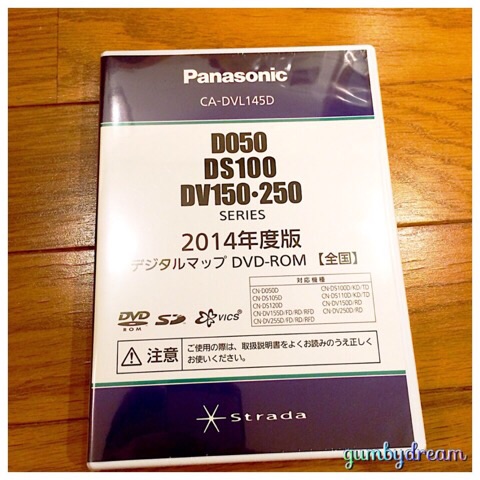 Panasonic
CA-DVL145D
D050
DS100
DV150・250
SERIES
2014年度版
デジタルマップ DVD-ROM 【全国】
対応機種
CN-D050D
CN-DS105D
CN-DS120D
CN-DV155D/FD/RD/RFD
CN-DV255D/FD/RD/RFD
CN-DS100D/KD/TD
CN-DS110D/KD/TD
CN-DV150D/RD
CN-DV250D/RD
DVD
ROM
SD
VICS
注意
ご使用の際は、取扱説明書をよくお読みのうえ正しく
お使いください。
Strada
gumbydream